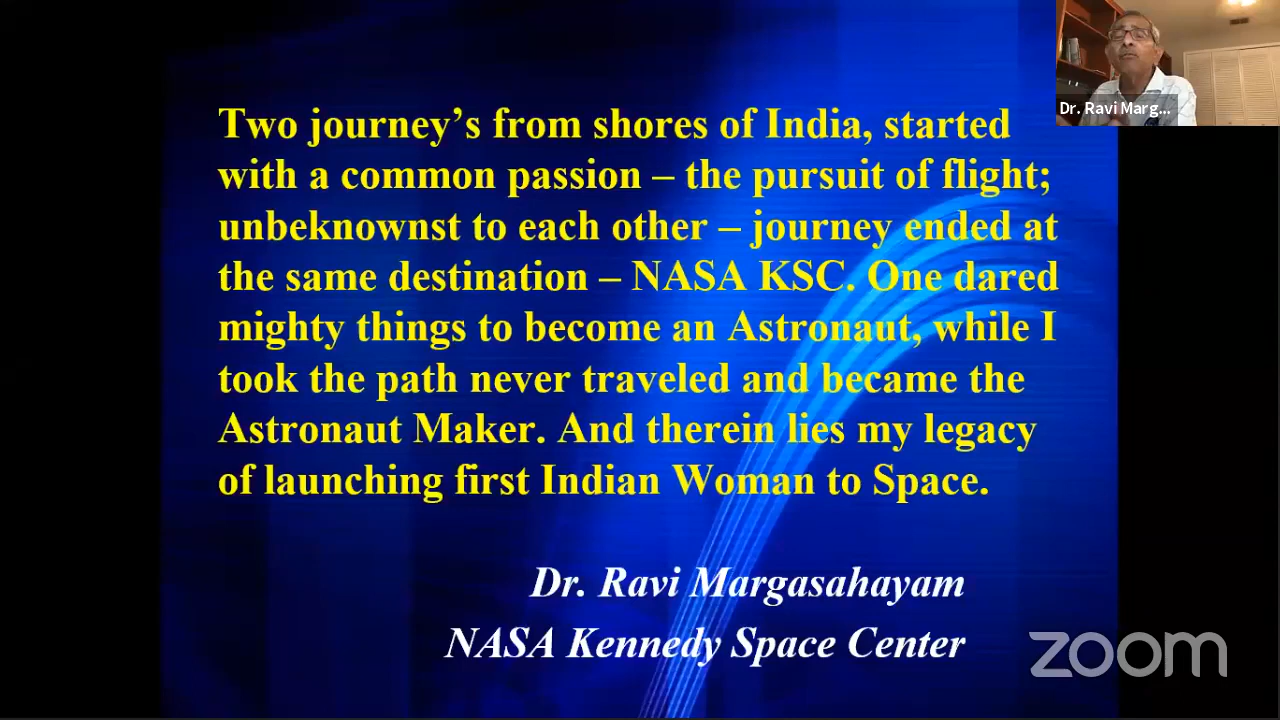 Two journey’s from shores of India, started
with a common passion – the pursuit of flight;
unbeknownst to each other – journey ended at
the same destination – NASA KSC. One dared
mighty things to become an Astronaut, while I
took the path never traveled and became the
Astronaut Maker. And therein lies my legacy
of launching first Indian Woman to Space.
Dr. Ravi Margasahayam
NASA Kennedy Space Center
Dr. Ravi Marg...
zoom